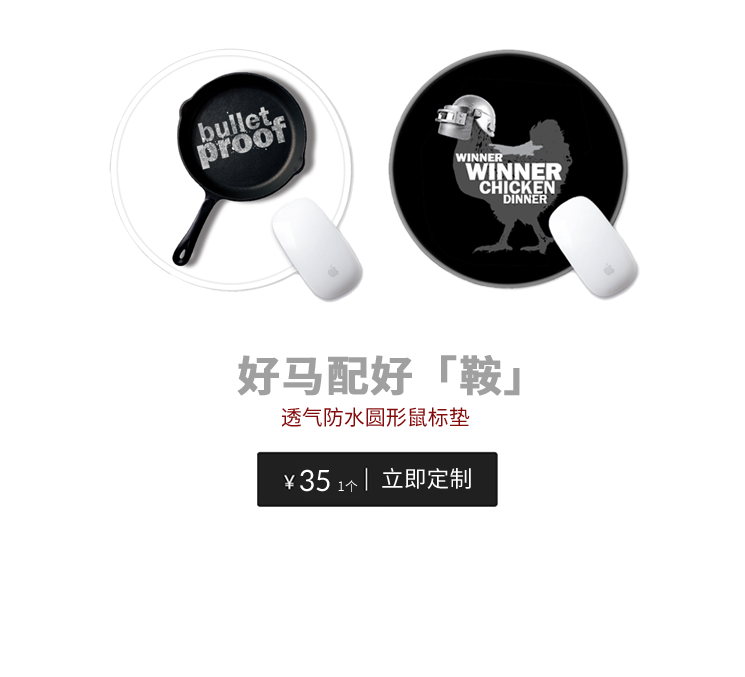 bullet
proof
WINNER
WINNER
CHICKEN
DINNER
好马配好「鞍」
透气防水圆形鼠标垫
¥35 1个 | 立即定制